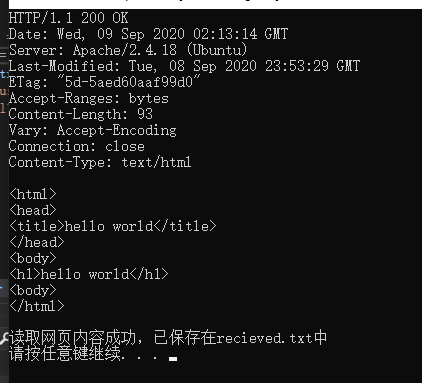 HTTP/1.1 200 OK
Date: Wed, 09 Sep 2020 02:13:14 GMT
Server: Apache/2.4.18 (Ubuntu)
Last-Modified: Tue, 08 Sep 2020 23:53:29 GMT
ETag: "5d-5aed60aaf99d0"
Accept-Ranges: bytes
Content-Length: 93
Vary: Accept-Encoding
Connection: close
Content-Type: text/html

<html>
<head>
<title>hello world</title>
</head>
<body>
<h1>hello world</h1>
<body>
</html>

读取网页内容成功，已保存在recieved.txt中
请按任意键继续. . .